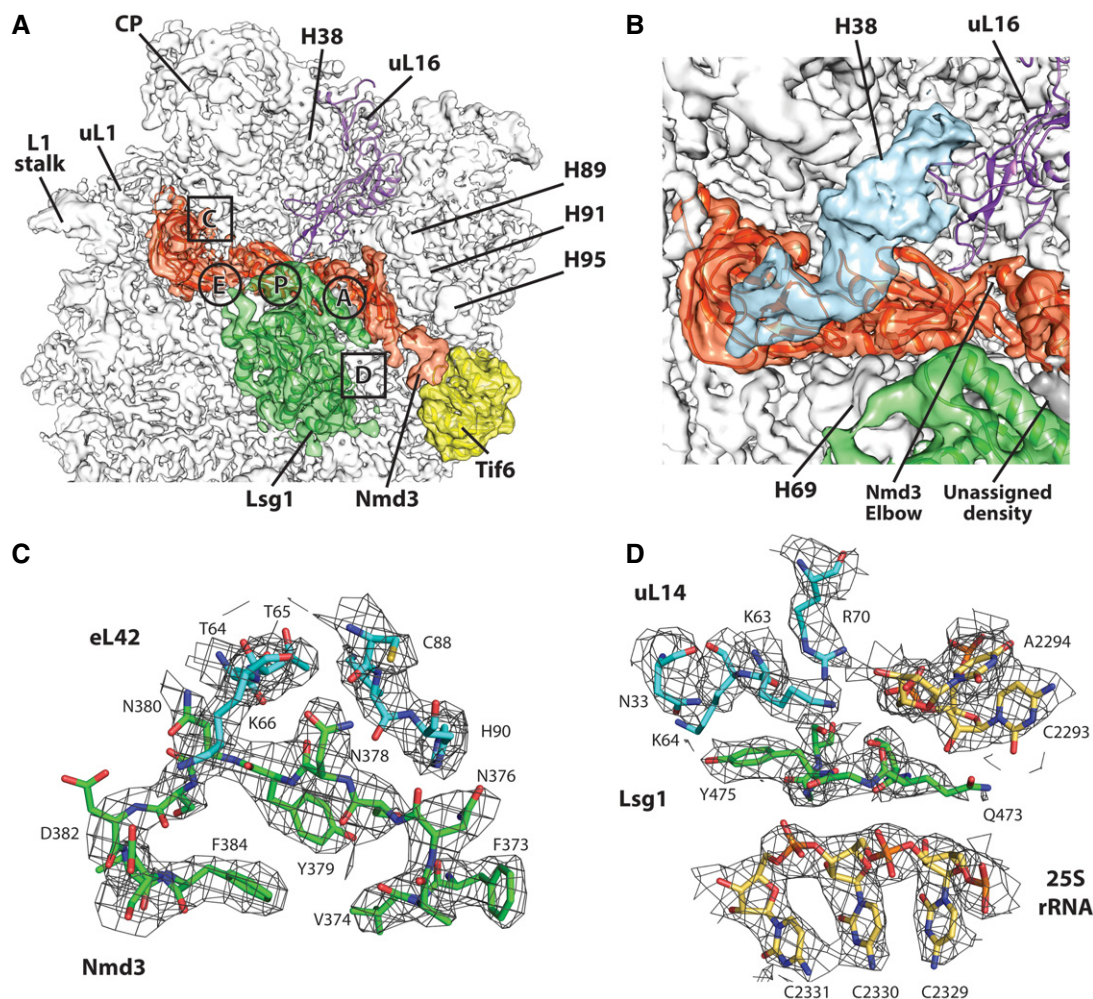 A
CP
H38
uL16
uL1
L1
stalk
H89
H91
H95
C
E
P
A
D
Lsg1
Nmd3
Tif6
B
H38
uL16
H69
Nmd3
Elbow
Unassigned
density
C
eL42
T64
T65
C88
N380
K66
N378
H90
N376
D382
F384
Y379
F373
V374
Nmd3
D
uL14
K63
R70
A2294
N33
K64
C2293
Y475
Lsg1
Q473
25S
rRNA
C2331
C2330
C2329